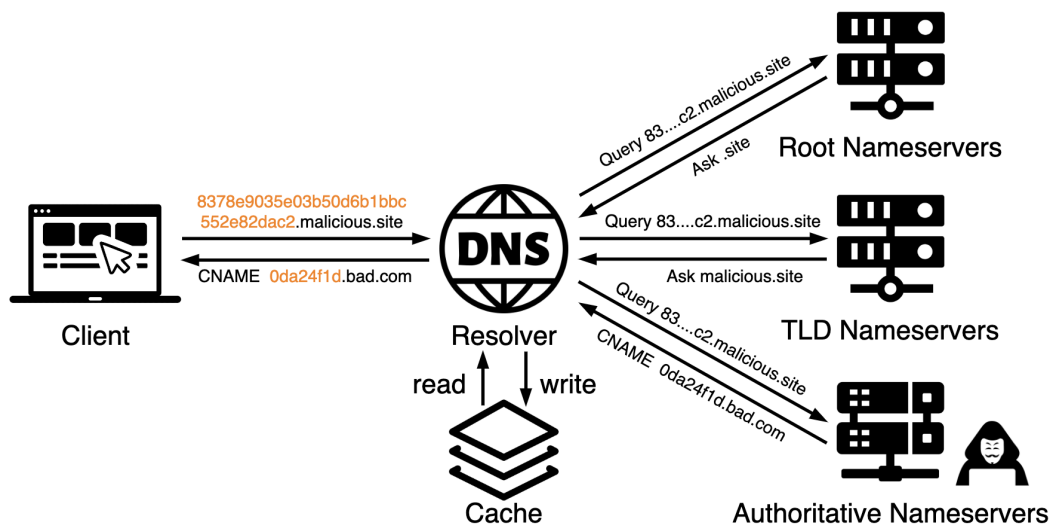 Query 83....c2.malicious.site
Ask .site
Root Nameservers
8378e9035e03b50d6b1bbc
552e82dac2.malicious.site
CNAME 0da24f1d.bad.com
Client
DNS
Resolver
Query 83....c2.malicious.site
Ask malicious.site
TLD Nameservers
Query 83....c2.malicious.site
CNAME 0da24f1d.bad.com
read
write
Cache
Authoritative Nameservers